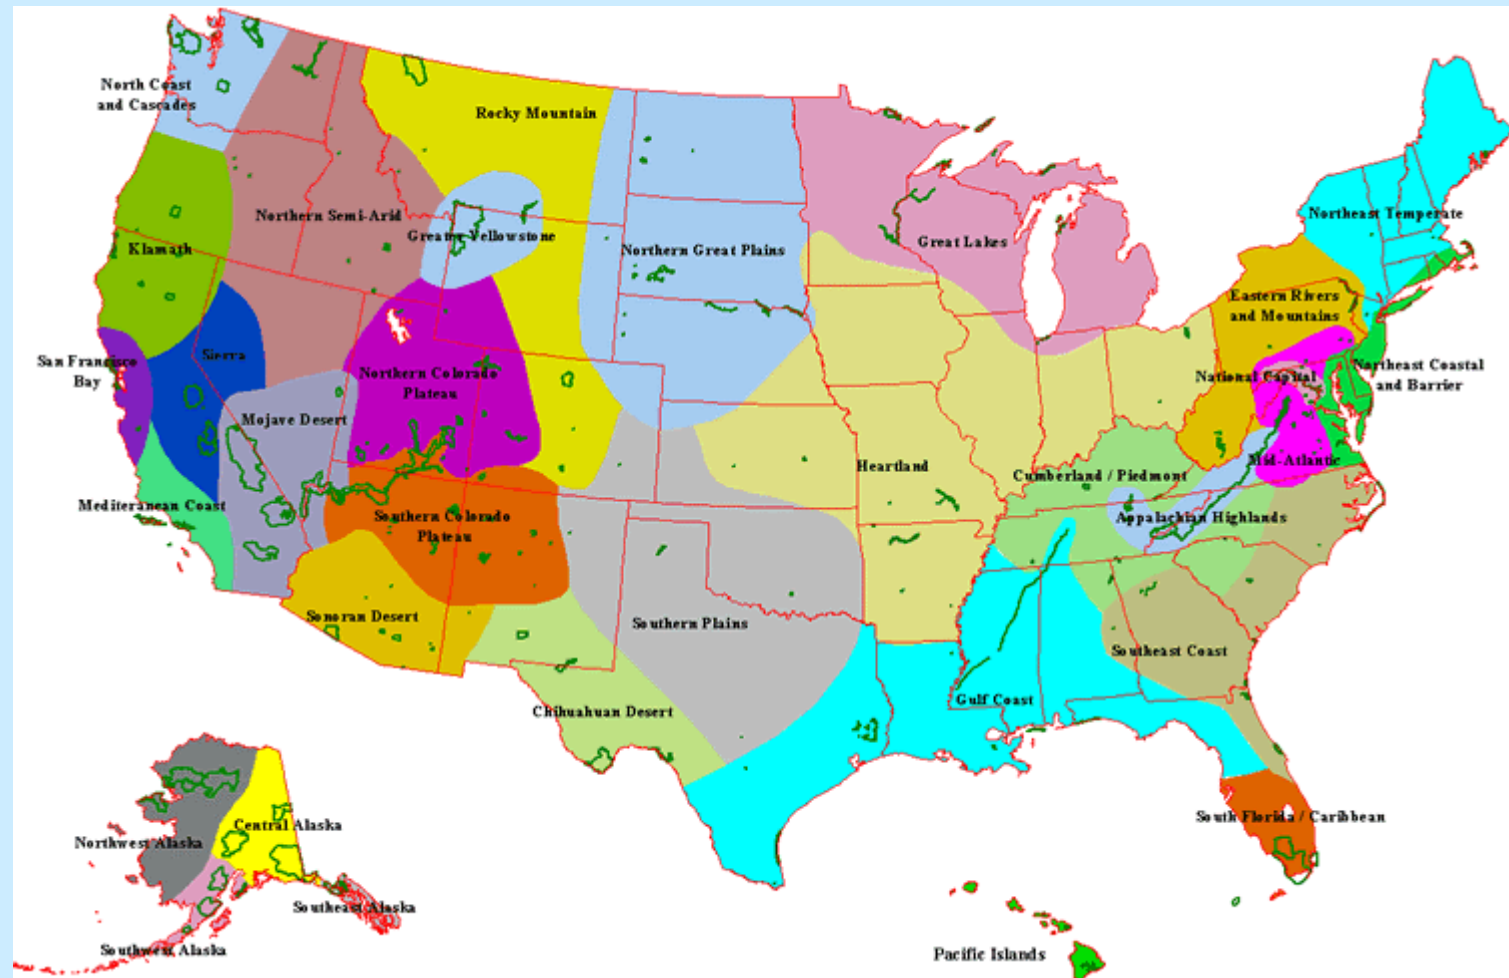 North Coast
and Cascades
Rocky Mountain
Northern Semi-Arid
Greater Yellowstone
Klamath
Northern Great Plains
Great Lakes
Northeast Temperate
Eastern Rivers
and Mountains
San Francisco
Bay
Sierra
Northern Colorado
Plateau
National Capital
Northeast Coastal
and Barrier
Mojave Desert
Heartland
Cumberland / Piedmont
Mid-Atlantic
Mediteranean Coast
Southern Colorado
Plateau
Appalachian Highlands
Sonoran Desert
Southern Plains
Southeast Coast
Chihuahuan Desert
Gulf Coast
Central Alaska
Northwest Alaska
South Florida / Caribbean
Southeast Alaska
Southwest Alaska
Pacific Islands